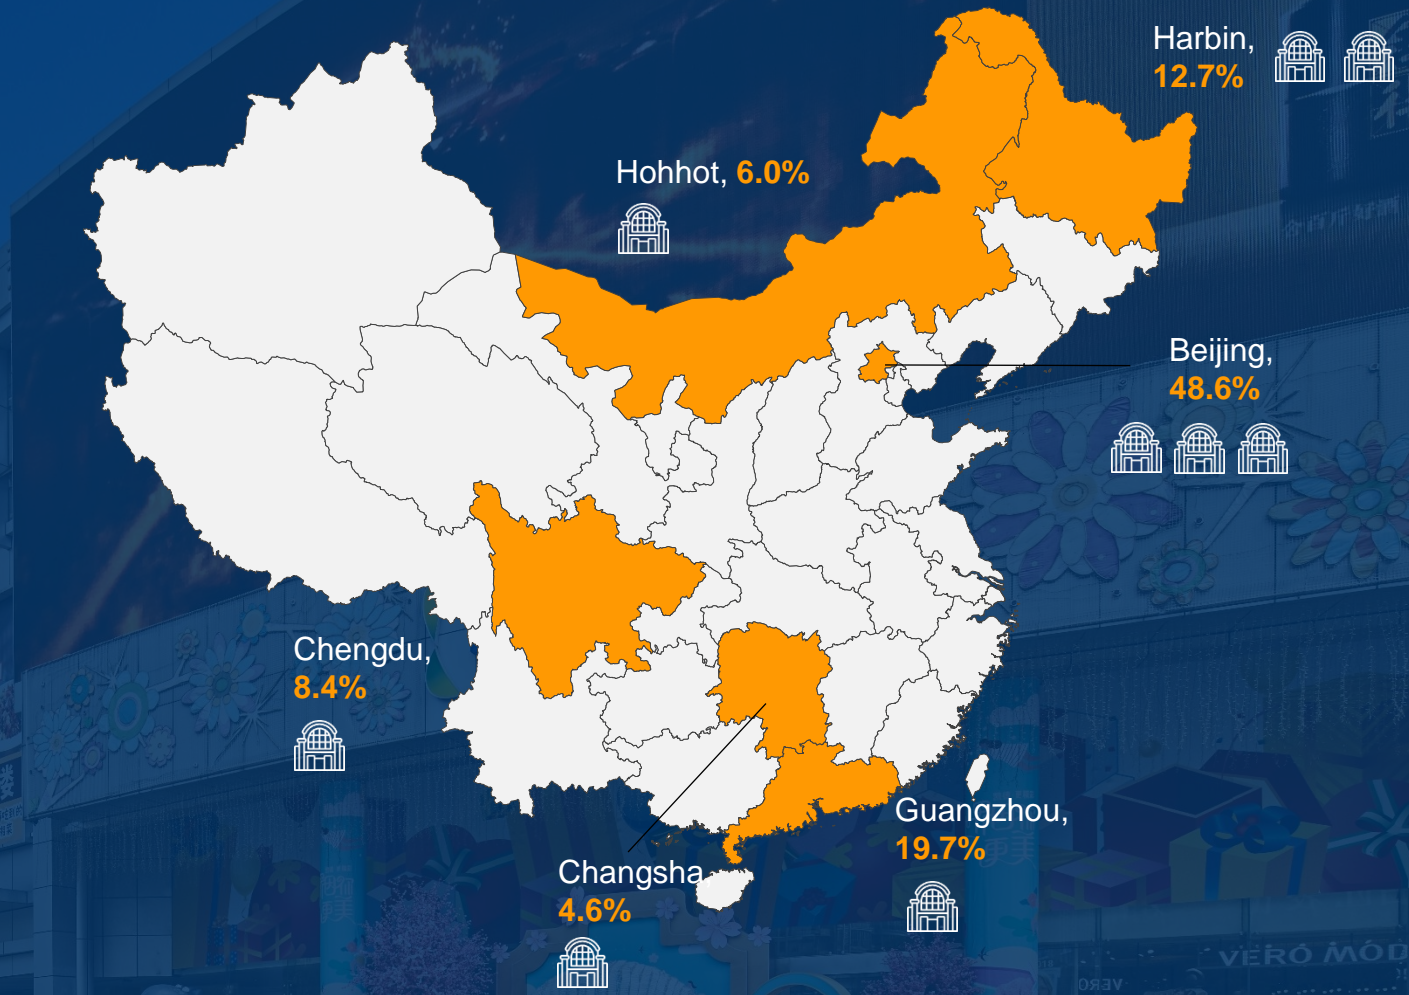 Harbin,
12.7%
Hohhot, 6.0%
Beijing,
48.6%
Chengdu,
8.4%
Guangzhou,
19.7%
Changsha,
4.6%
VERO MODA
VERO